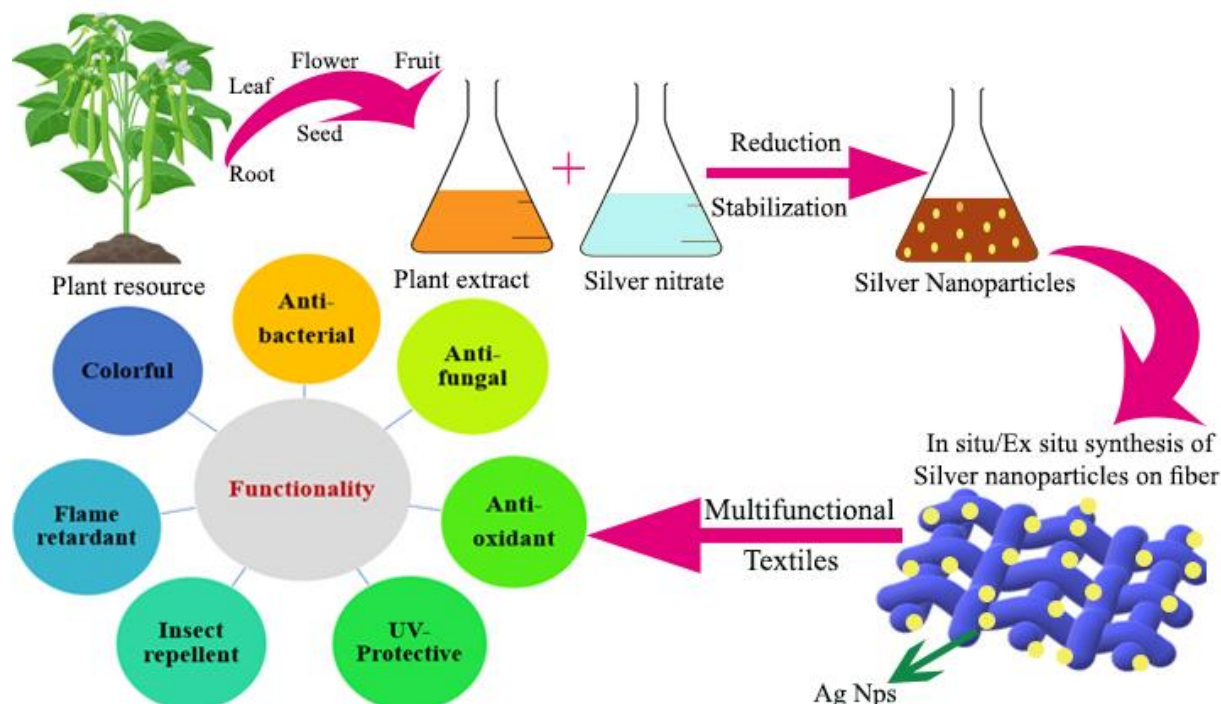 Flower
Fruit
Leaf
Seed
Root
Plant resource
Plant extract
+
Silver nitrate
Reduction
Stabilization
Silver Nanoparticles
In situ/Ex situ synthesis of
Silver nanoparticles on fiber
Ag Nps
Multifunctional
Textiles
Functionality
Anti-
bacterial
Anti-
fungal
Anti-
oxidant
UV-
Protective
Insect
repellent
Flame
retardant
Colorful